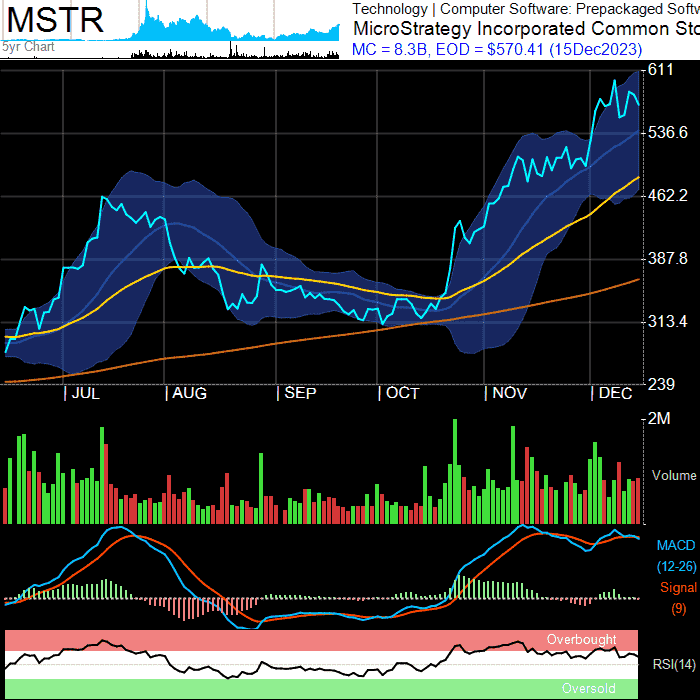 MSTR
5yr Chart
Technology | Computer Software: Prepackaged Softw
MicroStrategy Incorporated Common Sto
MC = 8.3B, EOD = $570.41 (15Dec2023)
611
536.6
462.2
387.8
313.4
239
| JUL | AUG | SEP | OCT | NOV | DEC
2M
Volume
MACD
(12-26)
Signal
(9)
Overbought
RSI(14)
Oversold